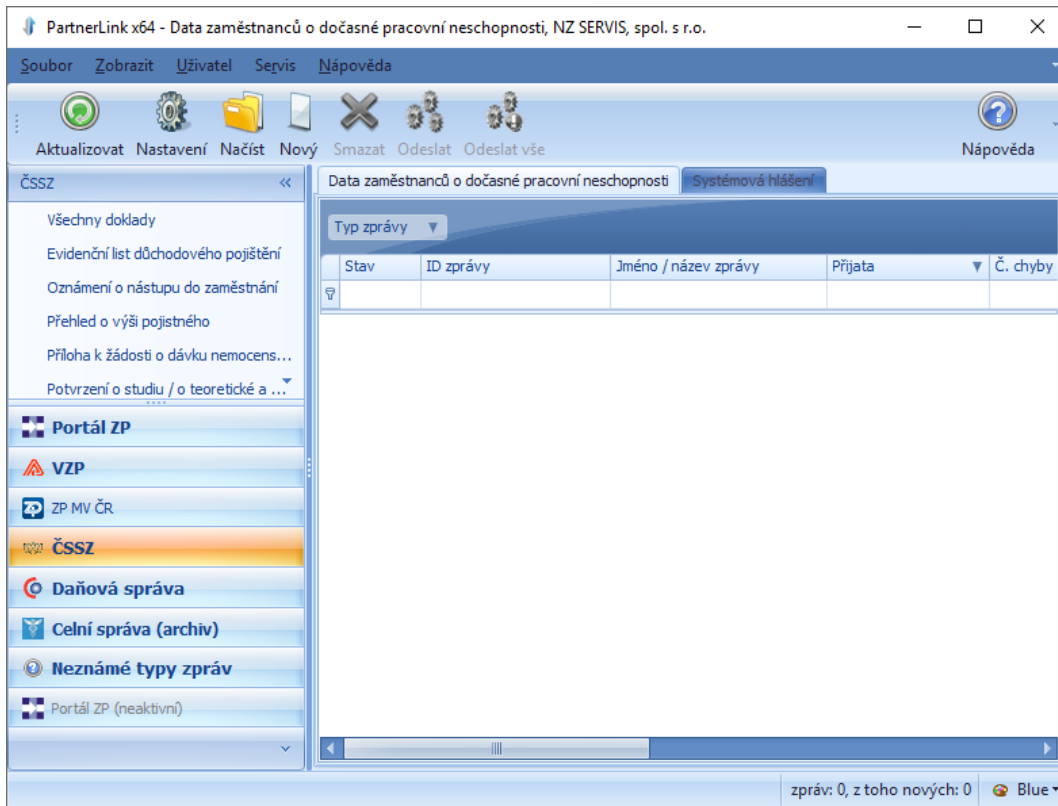 PartnerLink x64 - Data zaměstnanců o dočasné pracovní neschopnosti, NZ SERVIS, spol. s r.o.
Soubor Zobrazit Uživatel Servis Nápověda
Aktualizovat Nastavení Načíst Nový Smazat Odeslat Odeslat vše Nápověda
ČSSZ
Všechny doklady
Evidenční list důchodového pojištění
Oznámení o nástupu do zaměstnání
Přehled o výši pojistného
Příloha k žádosti o dávku nemocens...
Potvrzení o studiu / o teoretické a ...
Portál ZP
VZP
ZP MV ČR
ČSSZ
Daňová správa
Celní správa (archiv)
Neznámé typy zpráv
Portál ZP (neaktivní)
Data zaměstnanců o dočasné pracovní neschopnosti Systémová hlášení
Typ zprávy
Stav ID zprávy Jméno / název zprávy Přijata Č. chyby
zpráv: 0, z toho nových: 0 Blue